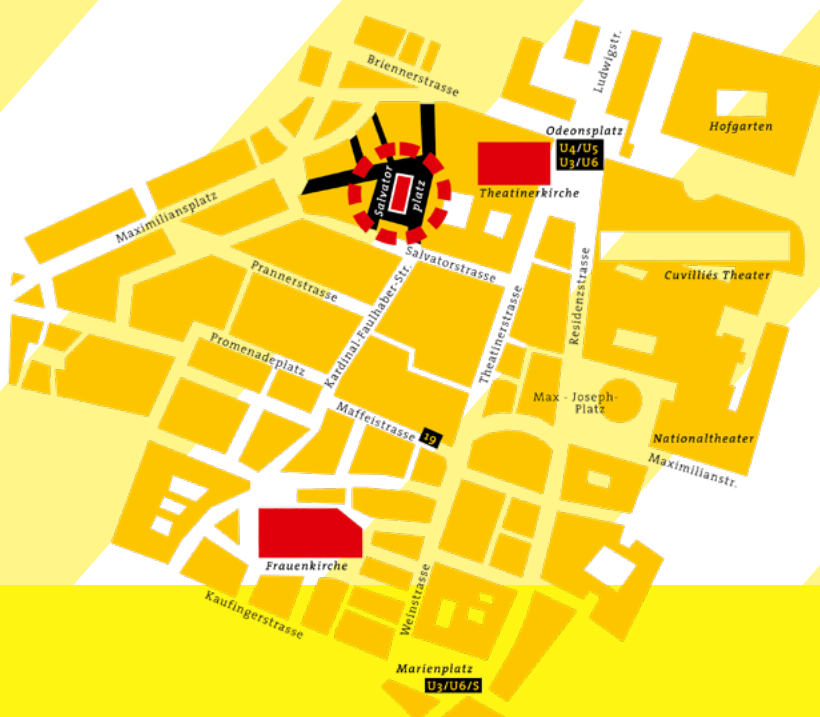 Briennerstrasse
Ludwigstr.
Hofgarten
Odeonsplatz
U4/U5
U3/U6
Theatinerkirche
Salvator
platz
Maximiliansplatz
Salvatorstrasse
Prannerstrasse
Kardinal-Faulhaber-Str.
Theatinerstrasse
Residenzstrasse
Cuvilliés Theater
Promenadeplatz
Maffeistrasse
19
Max - Joseph-
Platz
Nationaltheater
Maximilianstr.
Frauenkirche
Kaufingerstrasse
Weinstrasse
Marienplatz
U3/U6/S